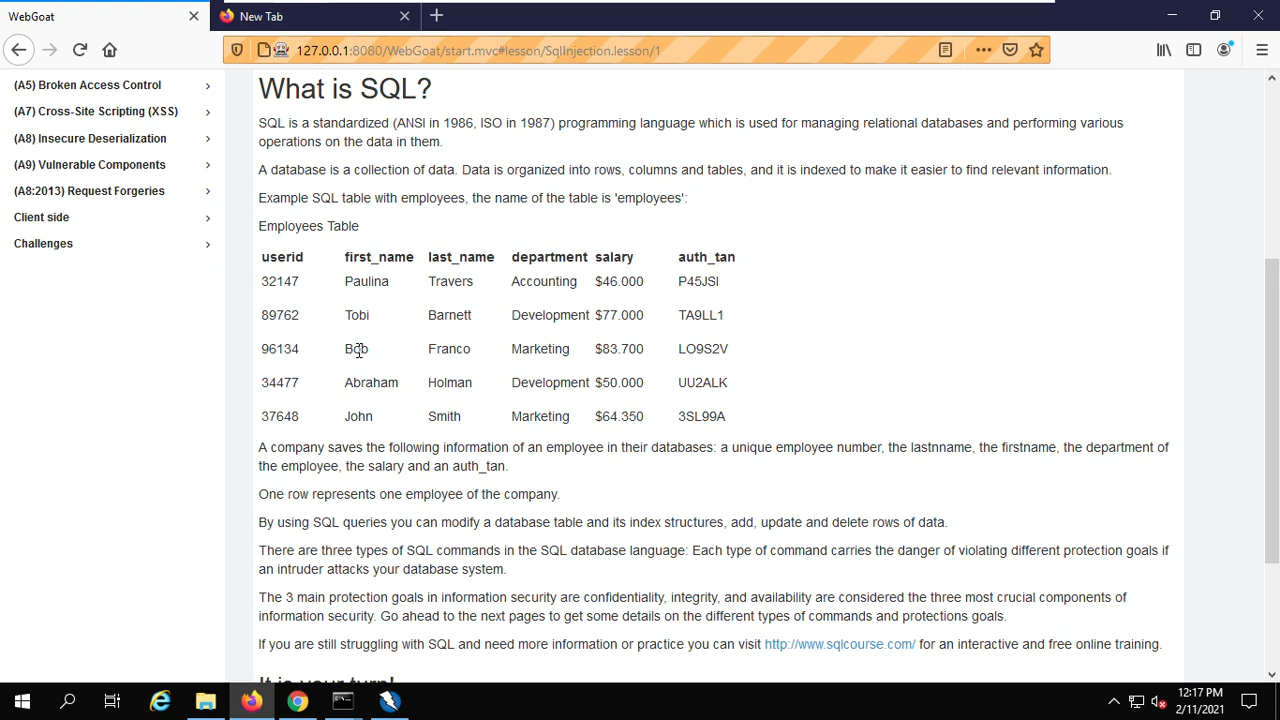 WebGoat
New Tab
127.0.0.1:8080/WebGoat/start.mvc#lesson/SqlInjection.lesson/1
(A5) Broken Access Control
(A7) Cross-Site Scripting (XSS)
(A8) Insecure Deserialization
(A9) Vulnerable Components
(A8:2013) Request Forgeries
Client side
Challenges
What is SQL?
SQL is a standardized (ANSI in 1986, ISO in 1987) programming language which is used for managing relational databases and performing various
operations on the data in them.
A database is a collection of data. Data is organized into rows, columns and tables, and it is indexed to make it easier to find relevant information.
Example SQL table with employees, the name of the table is 'employees':
Employees Table
userid first_name last_name department salary auth_tan
32147 Paulina Travers Accounting $46.000 P45JSI
89762 Tobi Barnett Development $77.000 TA9LL1
96134 Bob Franco Marketing $83.700 LO9S2V
34477 Abraham Holman Development $50.000 UU2ALK
37648 John Smith Marketing $64.350 3SL99A
A company saves the following information of an employee in their databases: a unique employee number, the lastnname, the firstname, the department of
the employee, the salary and an auth_tan.
One row represents one employee of the company.
By using SQL queries you can modify a database table and its index structures, add, update and delete rows of data.
There are three types of SQL commands in the SQL database language: Each type of command carries the danger of violating different protection goals if
an intruder attacks your database system.
The 3 main protection goals in information security are confidentiality, integrity, and availability are considered the three most crucial components of
information security. Go ahead to the next pages to get some details on the different types of commands and protections goals.
If you are still struggling with SQL and need more information or practice you can visit http://www.sqlcourse.com/ for an interactive and free online training.
It is your turn!
12:17 PM
2/11/2021